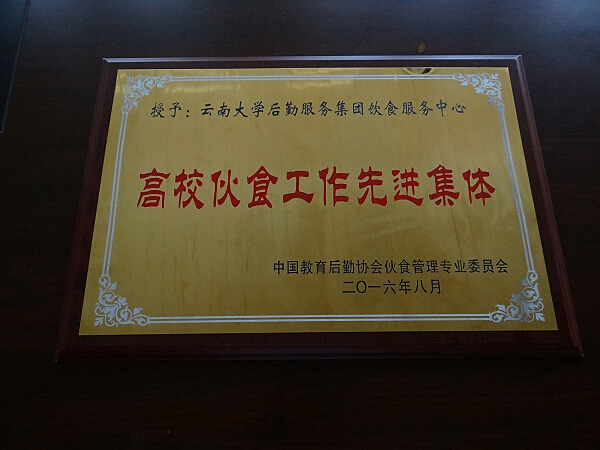 授予：云南大学后勤服务集团饮食服务中心
高校伙食工作先进集体
中国教育后勤协会伙食管理专业委员会
二〇一六年八月